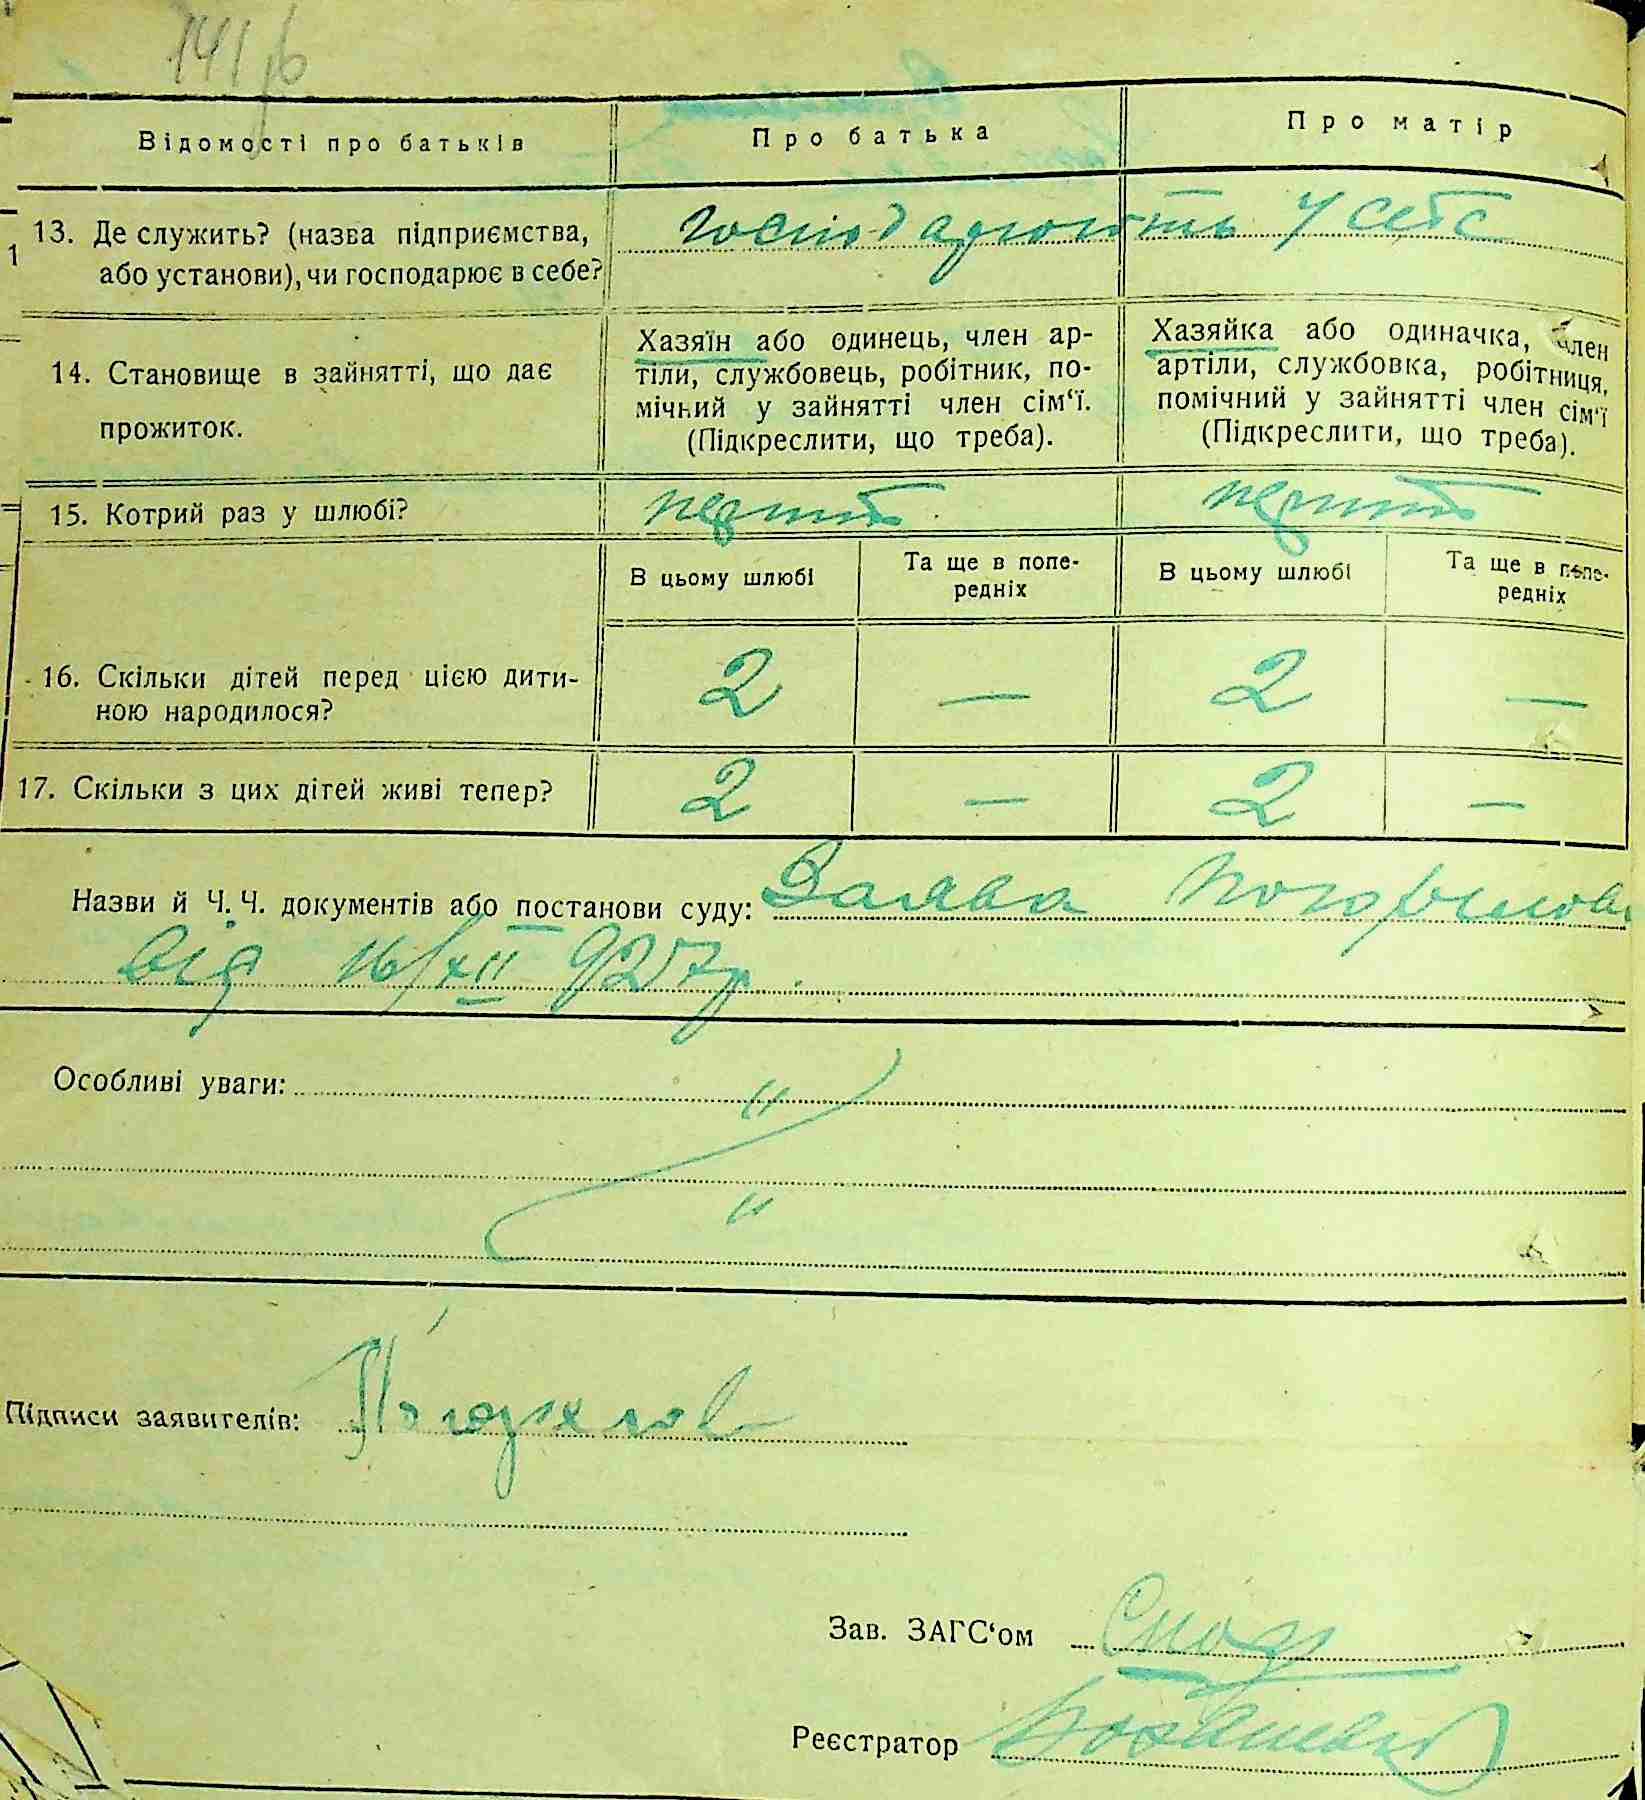 Відомості про батьків
Про батька
Про матір
13. Де служить? (назва підприємства,
або установи), чи господарює в себе?
Господарюють у себе
14. Становище в зайнятті, що дає
прожиток.
Хазяїн або одинець, член ар-
тіли, службовець, робітник, по-
мічний у зайнятті член сім'ї.
(Підкреслити, що треба).
Хазяйка або одиначка, член
артіли, службовка, робітниця,
помічний у зайнятті член сім'ї
(Підкреслити, що треба).
15. Котрий раз у шлюбі?
перший
перший
В цьому шлюбі
Та ще в попе-
редніх
В цьому шлюбі
Та ще в попе-
редніх
16. Скільки дітей перед цією дити-
ною народилося?
2 — 2 —
17. Скільки з цих дітей живі тепер?
2 — 2 —
Назви й Ч. Ч. документів або постанови суду: Заява
від 16/XII 927р.
Особливі уваги:
Підписи заявителів:
Зав. ЗАГС'ом
Реєстратор